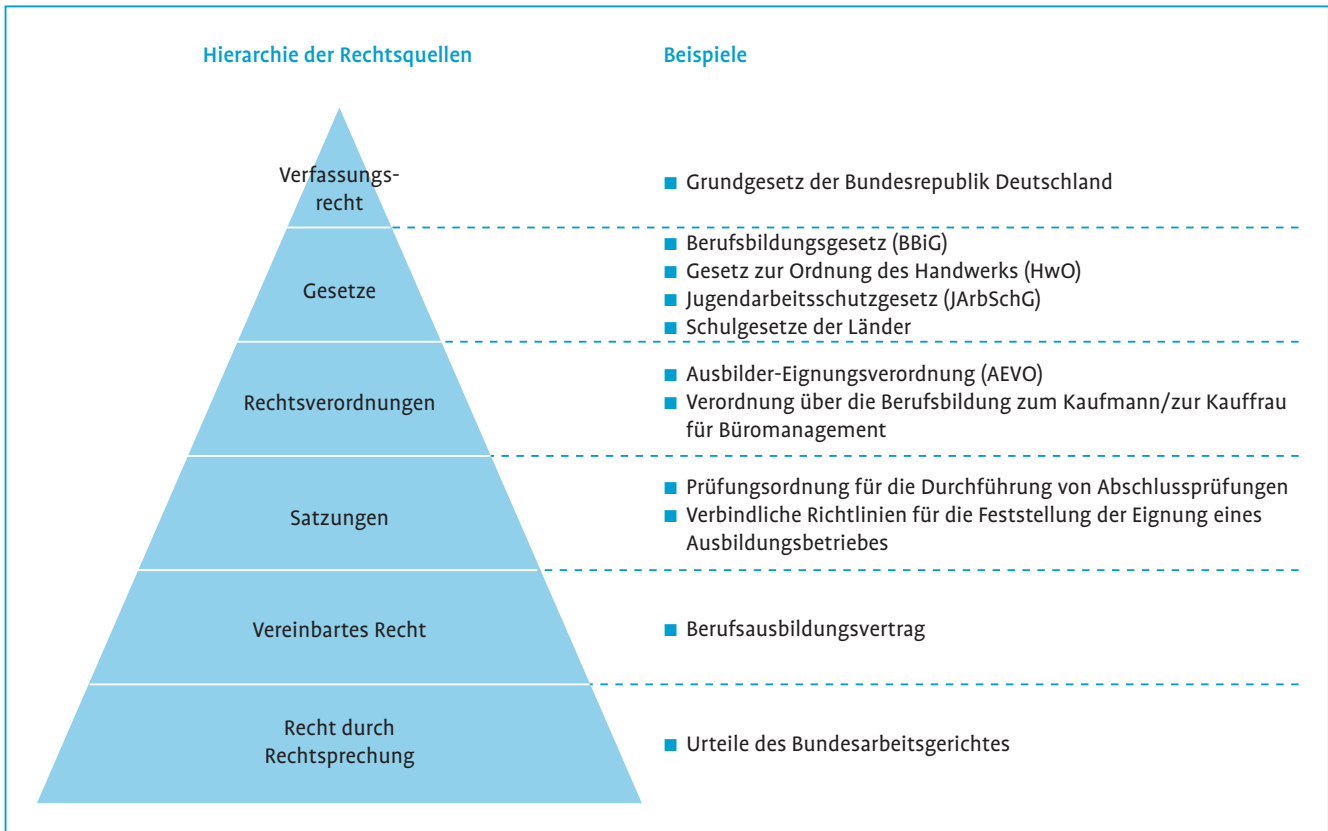 Hierarchie der Rechtsquellen
Beispiele
Verfassungs-
recht
■ Grundgesetz der Bundesrepublik Deutschland
Gesetze
■ Berufsbildungsgesetz (BBiG)
■ Gesetz zur Ordnung des Handwerks (HwO)
■ Jugendarbeitsschutzgesetz (JArbSchG)
■ Schulgesetze der Länder
Rechtsverordnungen
■ Ausbilder-Eignungsverordnung (AEVO)
■ Verordnung über die Berufsbildung zum Kaufmann/zur Kauffrau
für Büromanagement
Satzungen
■ Prüfungsordnung für die Durchführung von Abschlussprüfungen
■ Verbindliche Richtlinien für die Feststellung der Eignung eines
Ausbildungsbetriebes
Vereinbartes Recht
■ Berufsausbildungsvertrag
Recht durch
Rechtsprechung
■ Urteile des Bundesarbeitsgerichtes